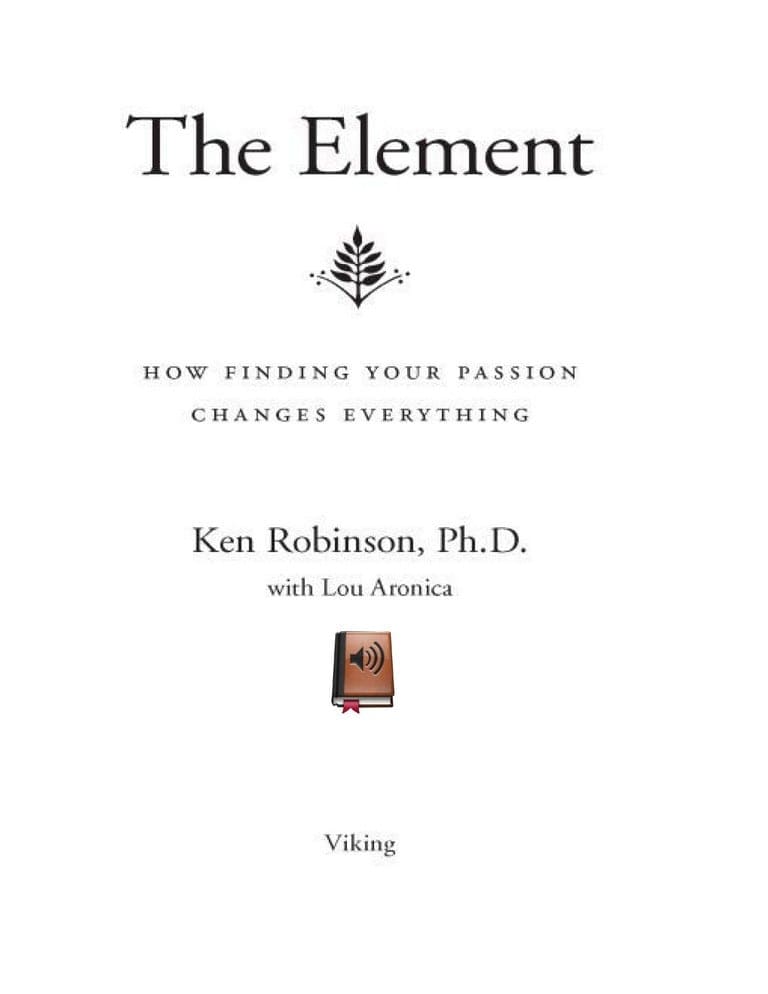 The Element
HOW FINDING YOUR PASSION
CHANGES EVERYTHING
Ken Robinson, Ph.D.
with Lou Aronica
Viking